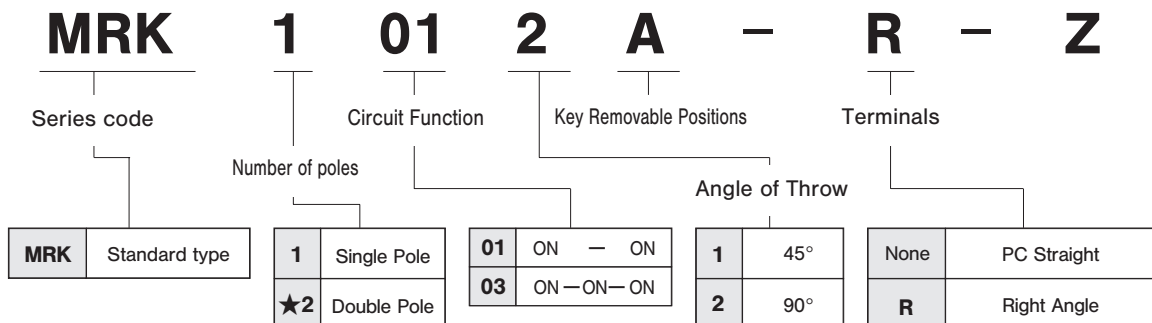 MRK 1 01 2 A – R – Z
Series code
Circuit Function
Key Removable Positions
Terminals
Number of poles
Angle of Throw
MRK Standard type
1 Single Pole
★2 Double Pole
01 ON — ON
03 ON—ON—ON
1 45°
2 90°
None PC Straight
R Right Angle